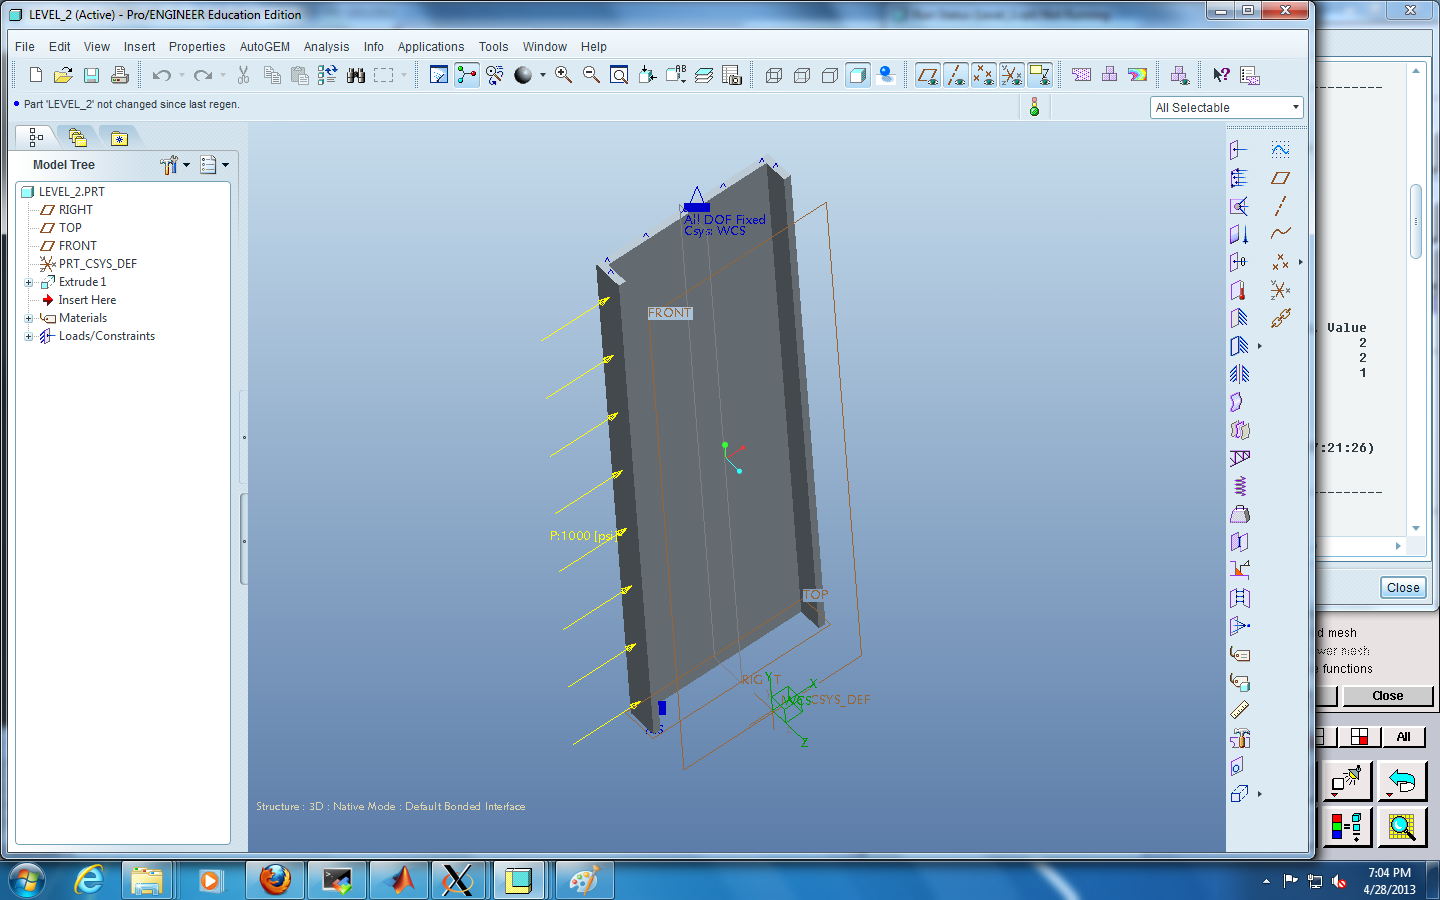 LEVEL_2 (Active) - Pro/ENGINEER Education Edition
File Edit View Insert Properties AutoGEM Analysis Info Applications Tools Window Help
Part 'LEVEL_2' not changed since last regen.
All Selectable
Model Tree
LEVEL_2.PRT
RIGHT
TOP
FRONT
PRT_CSYS_DEF
Extrude 1
Insert Here
Materials
Loads/Constraints
All DOF Fixed
Csys: WCS
FRONT
P:1000 [psi
TOP
Y
X
WCS
CSYS_DEF
Z
Structure : 3D : Native Mode : Default Bonded Interface
Value
2
2
1
:21:26)
Close
d mesh
wer mesh
e functions
Close
All
7:04 PM
4/28/2013